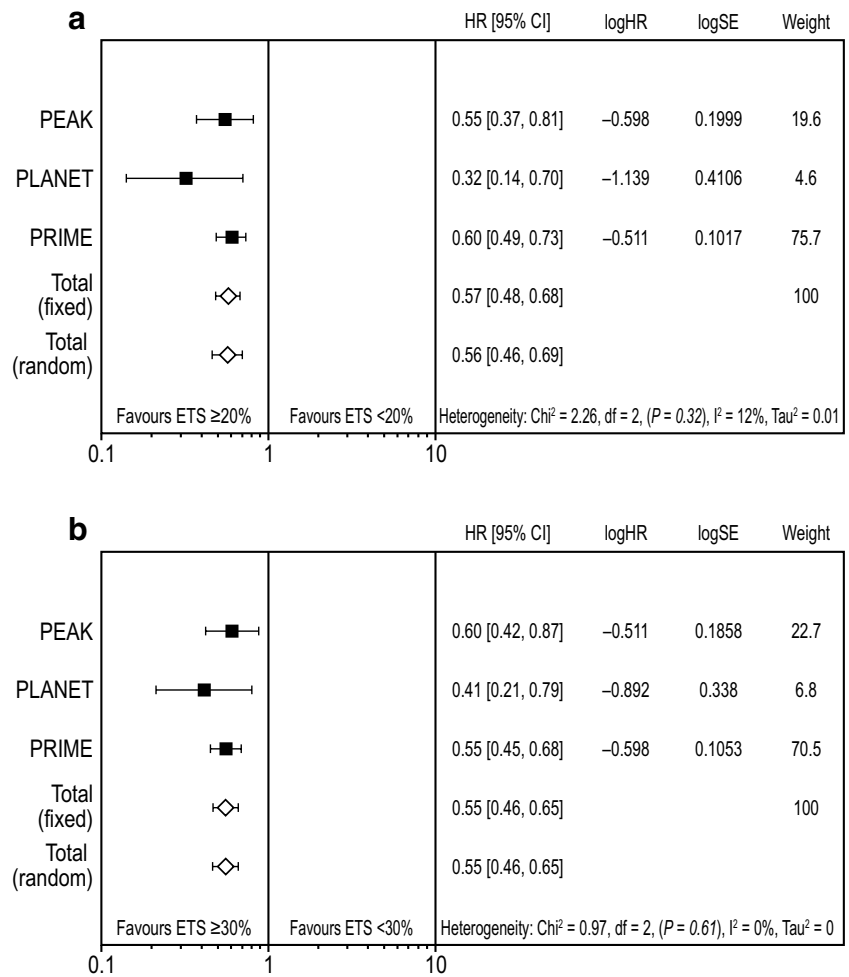 a
HR [95% CI] logHR logSE Weight
PEAK 0.55 [0.37, 0.81] –0.598 0.1999 19.6
PLANET 0.32 [0.14, 0.70] –1.139 0.4106 4.6
PRIME 0.60 [0.49, 0.73] –0.511 0.1017 75.7
Total
(fixed) 0.57 [0.48, 0.68] 100
Total
(random) 0.56 [0.46, 0.69]
Favours ETS ≥20% Favours ETS <20% Heterogeneity: Chi² = 2.26, df = 2, (P = 0.32), I² = 12%, Tau² = 0.01
0.1 1 10
b
HR [95% CI] logHR logSE Weight
PEAK 0.60 [0.42, 0.87] –0.511 0.1858 22.7
PLANET 0.41 [0.21, 0.79] –0.892 0.338 6.8
PRIME 0.55 [0.45, 0.68] –0.598 0.1053 70.5
Total
(fixed) 0.55 [0.46, 0.65] 100
Total
(random) 0.55 [0.46, 0.65]
Favours ETS ≥30% Favours ETS <30% Heterogeneity: Chi² = 0.97, df = 2, (P = 0.61), I² = 0%, Tau² = 0
0.1 1 10